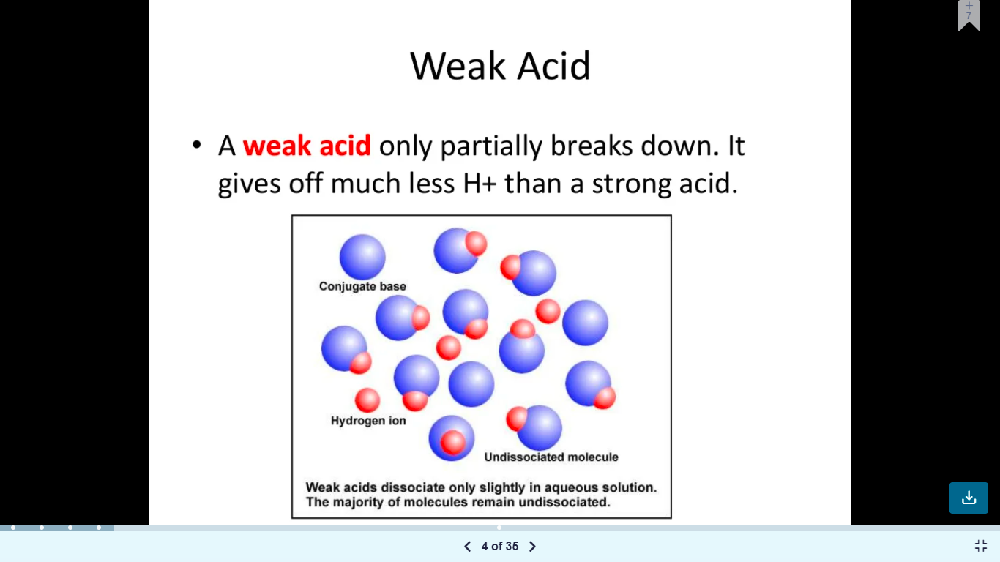 +
7
Weak Acid
• A weak acid only partially breaks down. It
gives off much less H+ than a strong acid.
Conjugate base
Hydrogen ion
Undissociated molecule
Weak acids dissociate only slightly in aqueous solution.
The majority of molecules remain undissociated.
4 of 35